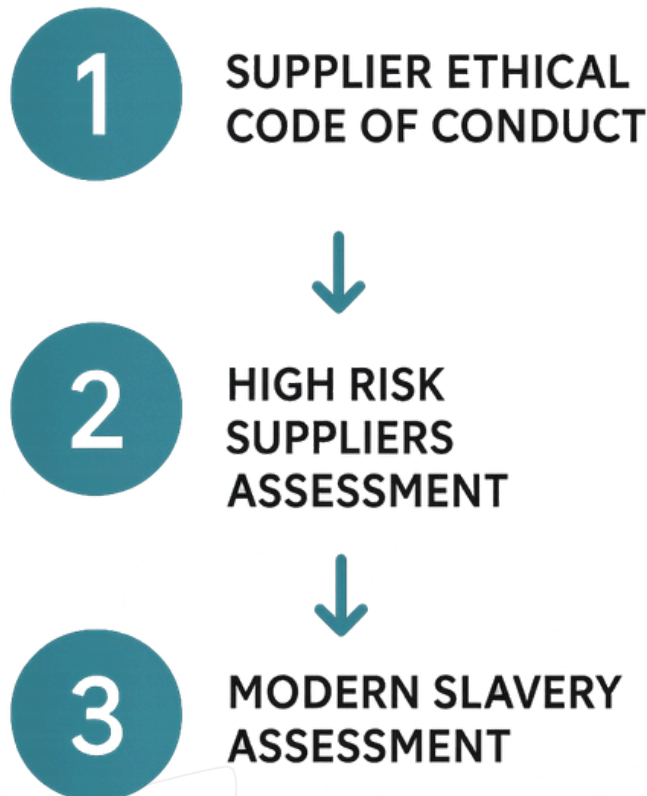 1
SUPPLIER ETHICAL
CODE OF CONDUCT
2
HIGH RISK
SUPPLIERS
ASSESSMENT
3
MODERN SLAVERY
ASSESSMENT